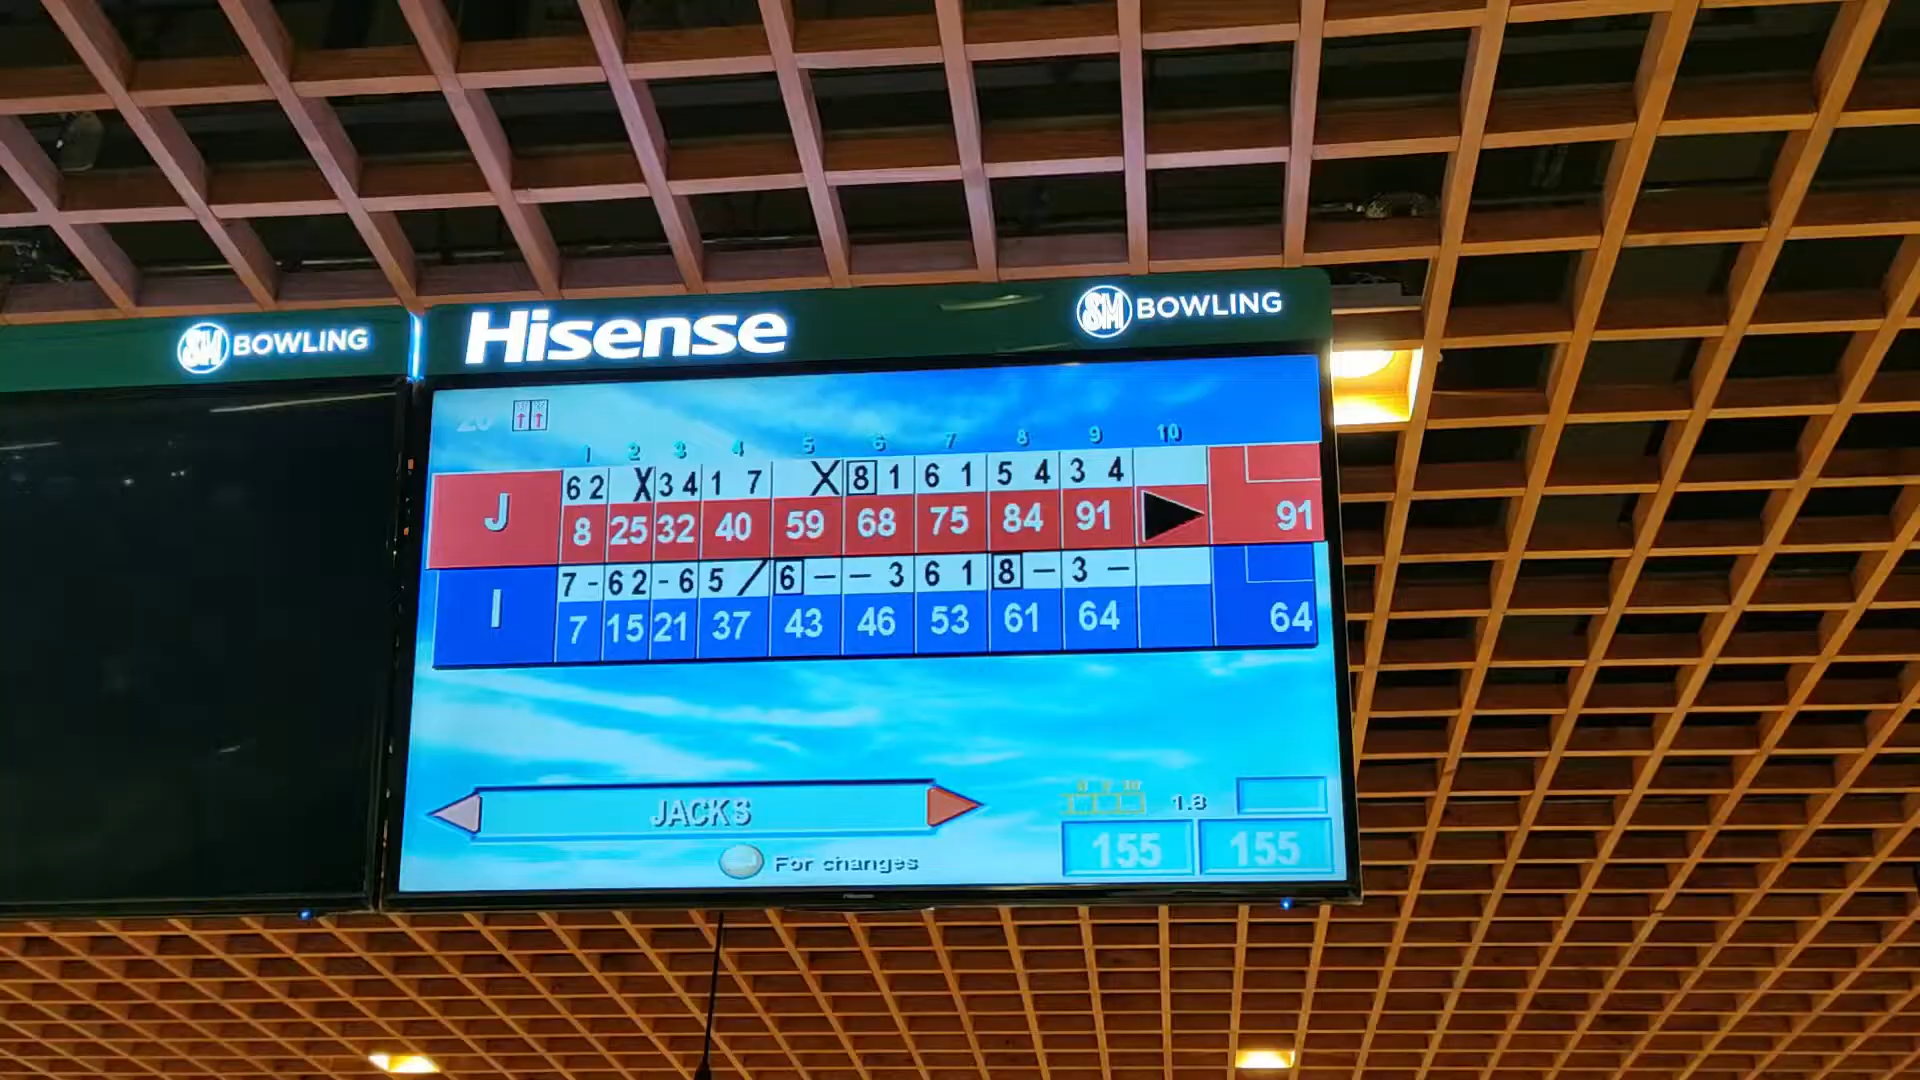 SM BOWLING
Hisense SM BOWLING
1 2 3 4 5 6 7 8 9 10
J 6 2 X 3 4 1 7 X 8 1 6 1 5 4 3 4
8 25 32 40 59 68 75 84 91 91
I 7 - 6 2 - 6 5 / 6 - - 3 6 1 8 - 3 -
7 15 21 37 43 46 53 61 64 64
JACKS
1.8
For changes
155 155